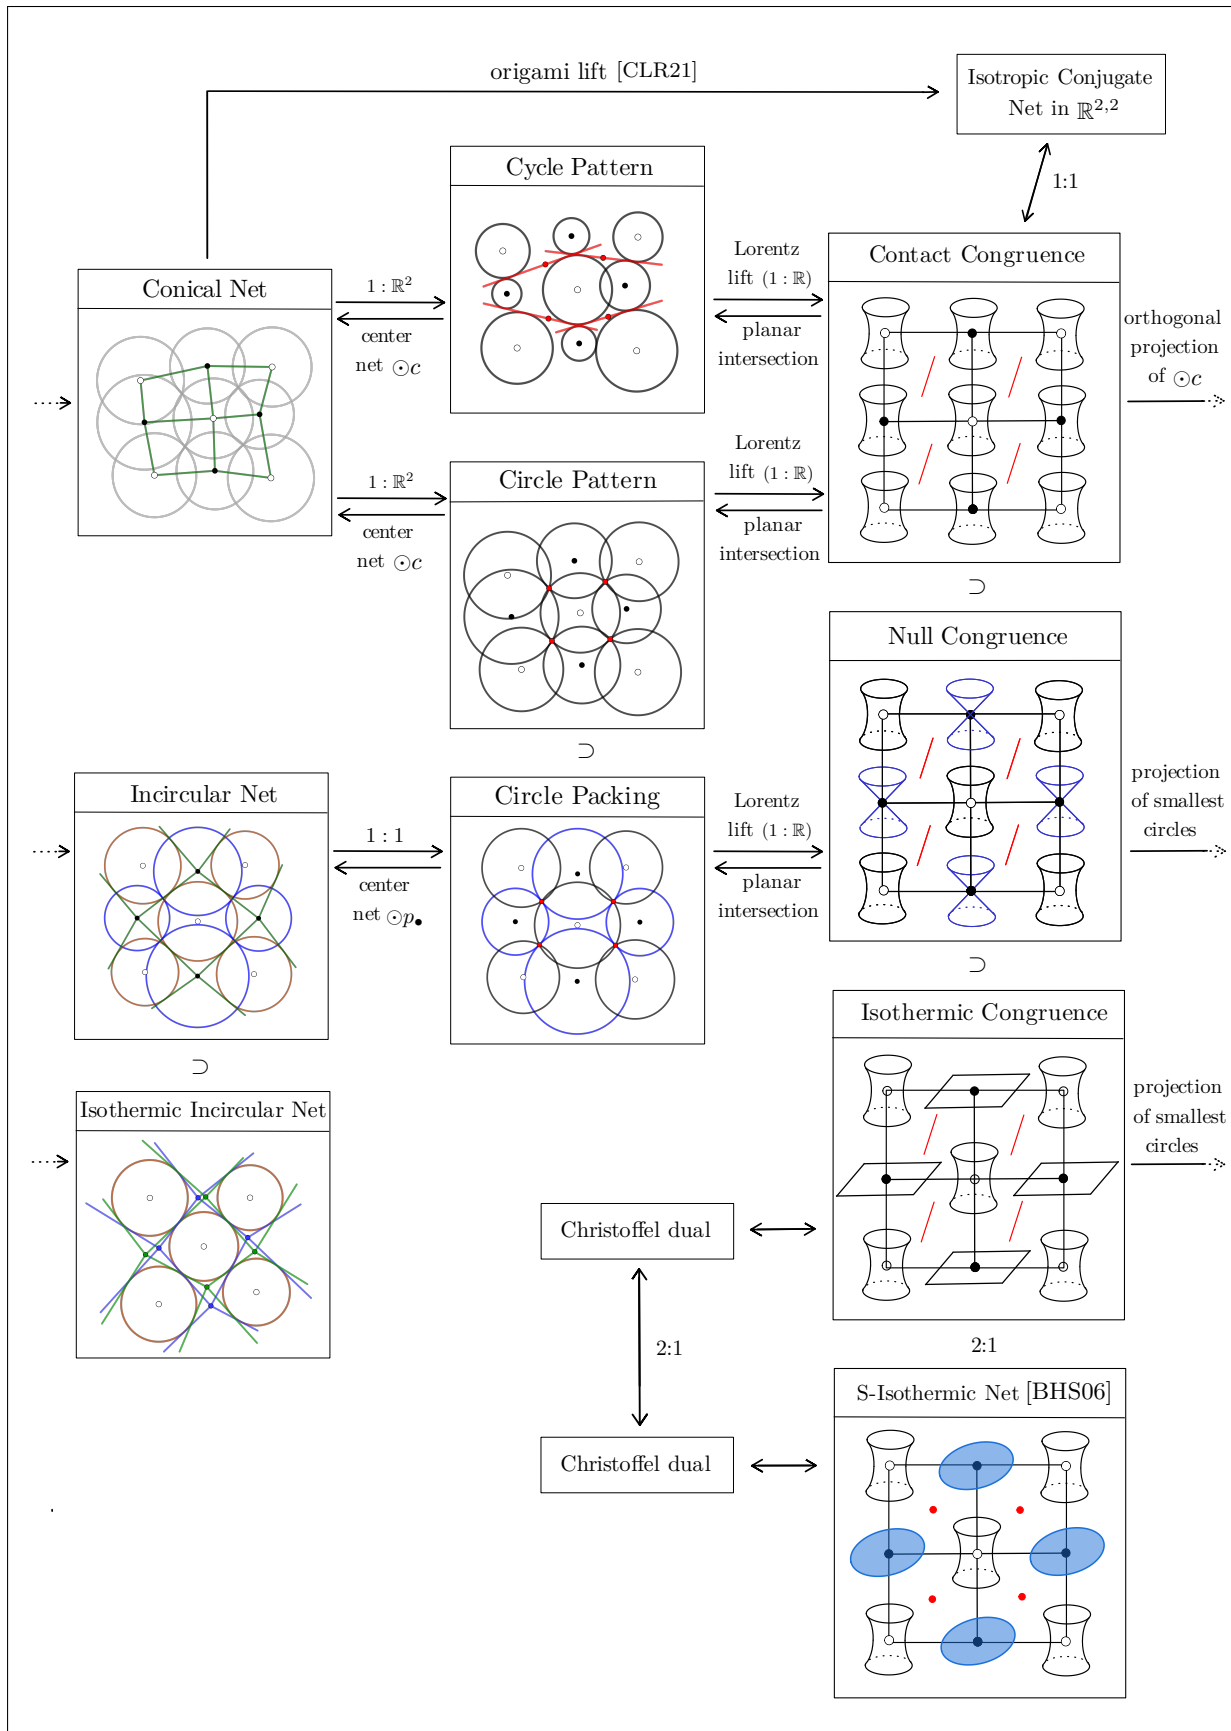 origami lift [CLR21]
Isotropic Conjugate
Net in ℝ²,²
1:1
Cycle Pattern
Conical Net
1 : ℝ²
center
net ⊙c
Lorentz
lift (1 : ℝ)
planar
intersection
Contact Congruence
orthogonal
projection
of ⊙c
1 : ℝ²
center
net ⊙c
Circle Pattern
Lorentz
lift (1 : ℝ)
planar
intersection
⊃
Null Congruence
⊃
Incircular Net
1 : 1
center
net ⊙p●
Circle Packing
Lorentz
lift (1 : ℝ)
planar
intersection
projection
of smallest
circles
⊃
Isothermic Congruence
⊃
Isothermic Incircular Net
projection
of smallest
circles
Christoffel dual
2:1
2:1
S-Isothermic Net [BHS06]
Christoffel dual